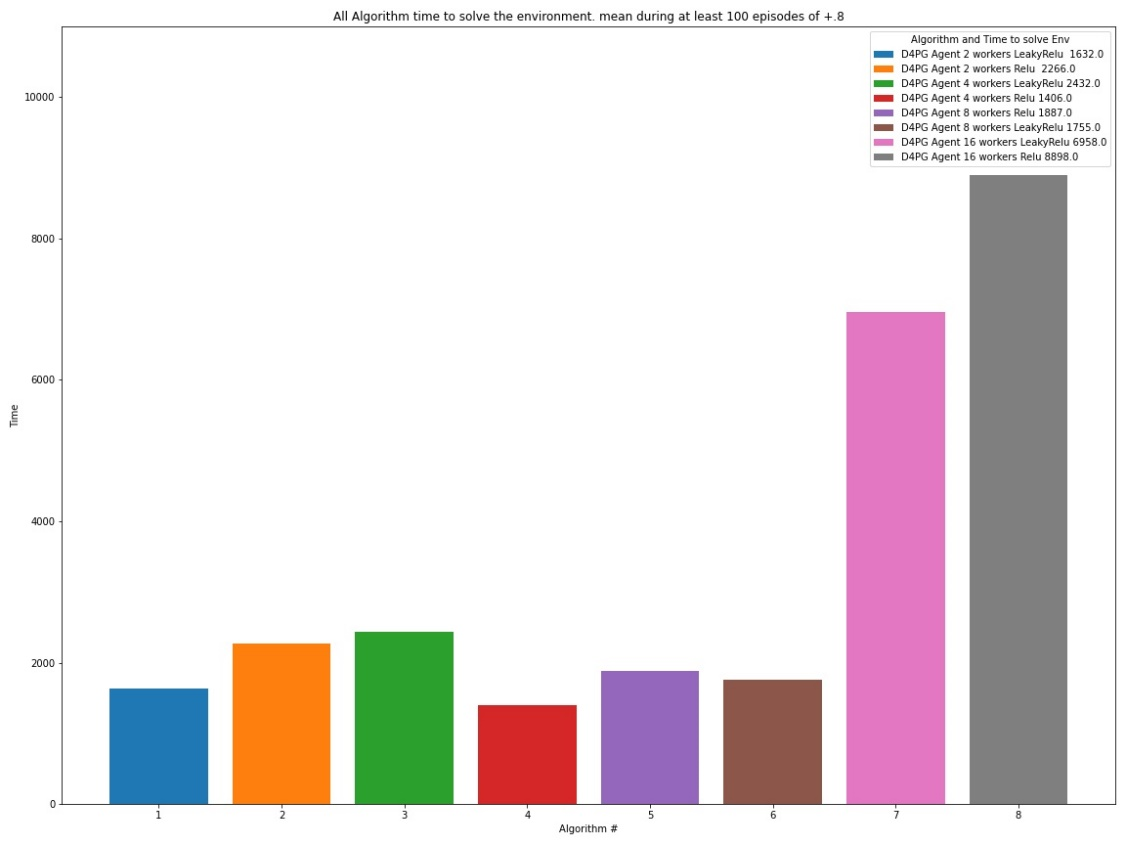 All Algorithm time to solve the environment. mean during at least 100 episodes of +.8
Algorithm and Time to solve Env
D4PG Agent 2 workers LeakyRelu  1632.0
D4PG Agent 2 workers Relu  2266.0
D4PG Agent 4 workers LeakyRelu 2432.0
D4PG Agent 4 workers Relu 1406.0
D4PG Agent 8 workers Relu 1887.0
D4PG Agent 8 workers LeakyRelu 1755.0
D4PG Agent 16 workers LeakyRelu 6958.0
D4PG Agent 16 workers Relu 8898.0
10000
8000
6000
4000
2000
0
Time
1 2 3 4 5 6 7 8
Algorithm #